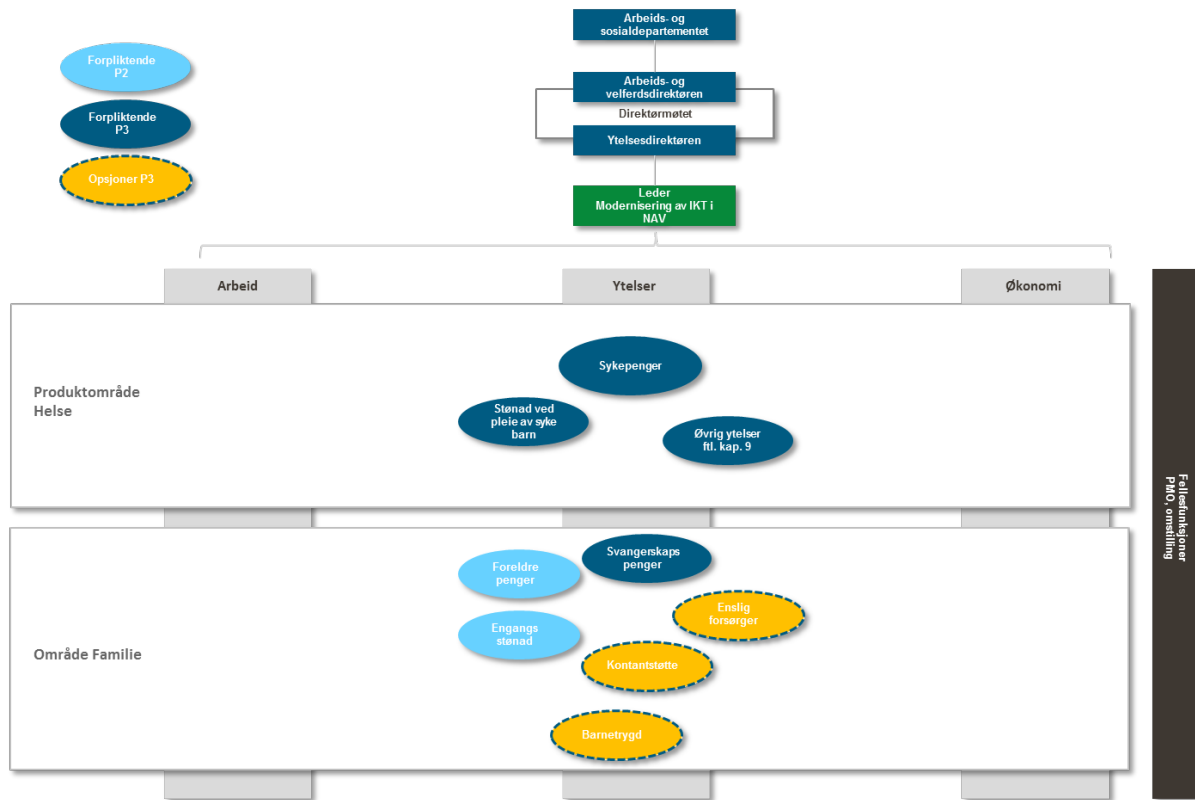 Arbeids- og
sosialdepartementet
Forpliktende
P2
Arbeids- og
velferdsdirektøren
Direktørmøtet
Forpliktende
P3
Ytelsesdirektøren
Opsjoner P3
Leder
Modernisering av IKT i
NAV
Arbeid
Ytelser
Økonomi
Produktområde
Helse
Sykepenger
Stønad ved
pleie av syke
barn
Øvrig ytelser
ftl. kap. 9
Fellesfunksjoner
PMO, omstilling
Område Familie
Foreldre
penger
Svangerskaps
penger
Engangs
stønad
Enslig
forsørger
Kontantstøtte
Barnetrygd